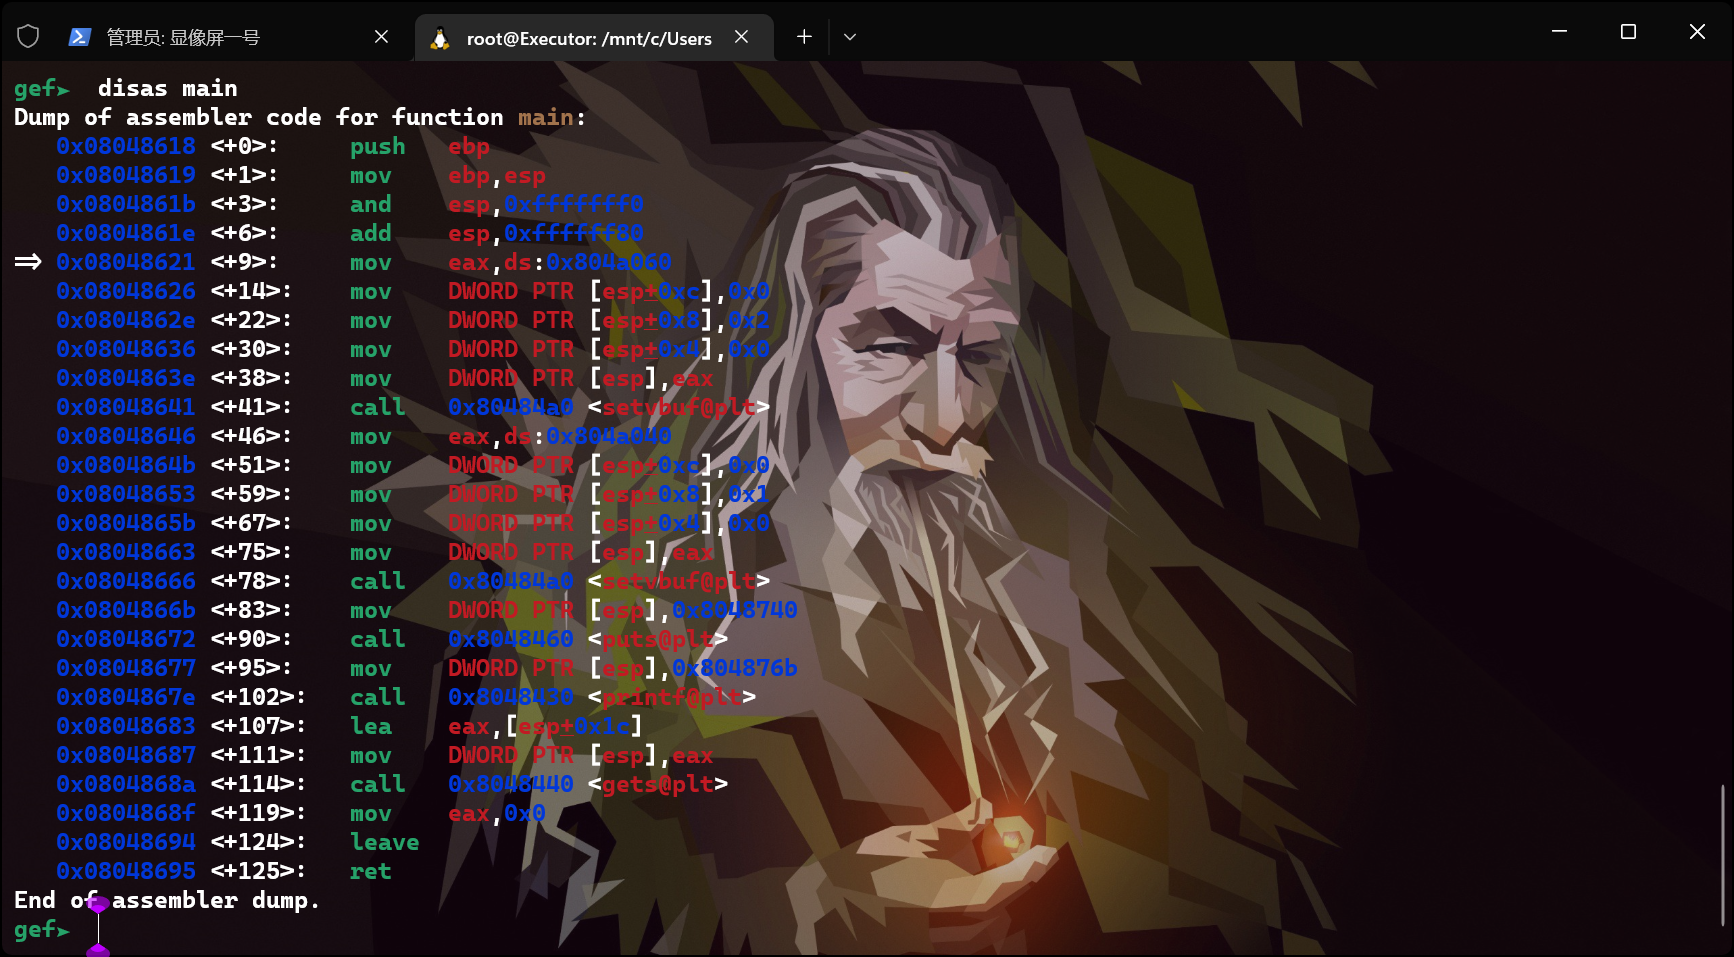 管理员: 显像屏一号
root@Executor: /mnt/c/Users
gef➤  disas main
Dump of assembler code for function main:
   0x08048618 <+0>:     push   ebp
   0x08048619 <+1>:     mov    ebp,esp
   0x0804861b <+3>:     and    esp,0xfffffff0
   0x0804861e <+6>:     add    esp,0xffffff80
⇒ 0x08048621 <+9>:     mov    eax,ds:0x804a060
   0x08048626 <+14>:    mov    DWORD PTR [esp+0xc],0x0
   0x0804862e <+22>:    mov    DWORD PTR [esp+0x8],0x2
   0x08048636 <+30>:    mov    DWORD PTR [esp+0x4],0x0
   0x0804863e <+38>:    mov    DWORD PTR [esp],eax
   0x08048641 <+41>:    call   0x80484a0 <setvbuf@plt>
   0x08048646 <+46>:    mov    eax,ds:0x804a040
   0x0804864b <+51>:    mov    DWORD PTR [esp+0xc],0x0
   0x08048653 <+59>:    mov    DWORD PTR [esp+0x8],0x1
   0x0804865b <+67>:    mov    DWORD PTR [esp+0x4],0x0
   0x08048663 <+75>:    mov    DWORD PTR [esp],eax
   0x08048666 <+78>:    call   0x80484a0 <setvbuf@plt>
   0x0804866b <+83>:    mov    DWORD PTR [esp],0x8048740
   0x08048672 <+90>:    call   0x8048460 <puts@plt>
   0x08048677 <+95>:    mov    DWORD PTR [esp],0x804876b
   0x0804867e <+102>:   call   0x8048430 <printf@plt>
   0x08048683 <+107>:   lea    eax,[esp+0x1c]
   0x08048687 <+111>:   mov    DWORD PTR [esp],eax
   0x0804868a <+114>:   call   0x8048440 <gets@plt>
   0x0804868f <+119>:   mov    eax,0x0
   0x08048694 <+124>:   leave
   0x08048695 <+125>:   ret
End of assembler dump.
gef➤